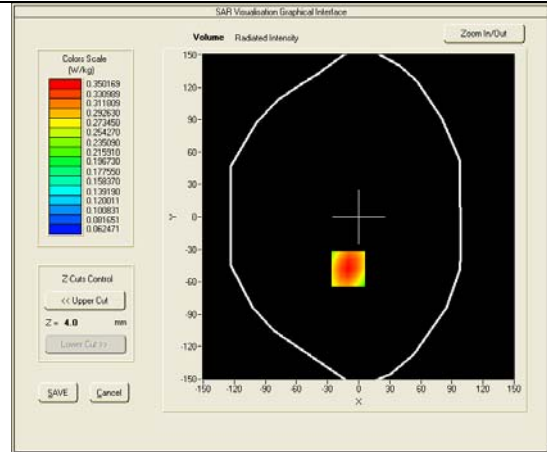 SAR Visualisation Graphical Interface
Volume Radiated Intensity
Zoom In/Out
Colors Scale
(W/kg)
0.350169
0.330989
0.311809
0.292630
0.273450
0.254270
0.235090
0.215910
0.196730
0.177550
0.158370
0.139190
0.120011
0.100831
0.081651
0.062471
Z Cuts Control
<< Upper Cut
Z = 4.0 mm
Lower Cut >>
SAVE Cancel
150
120
90
60
30
0
-30
-60
-90
-120
-150
Y
-150 -120 -90 -60 -30 0 30 60 90 120 150
X